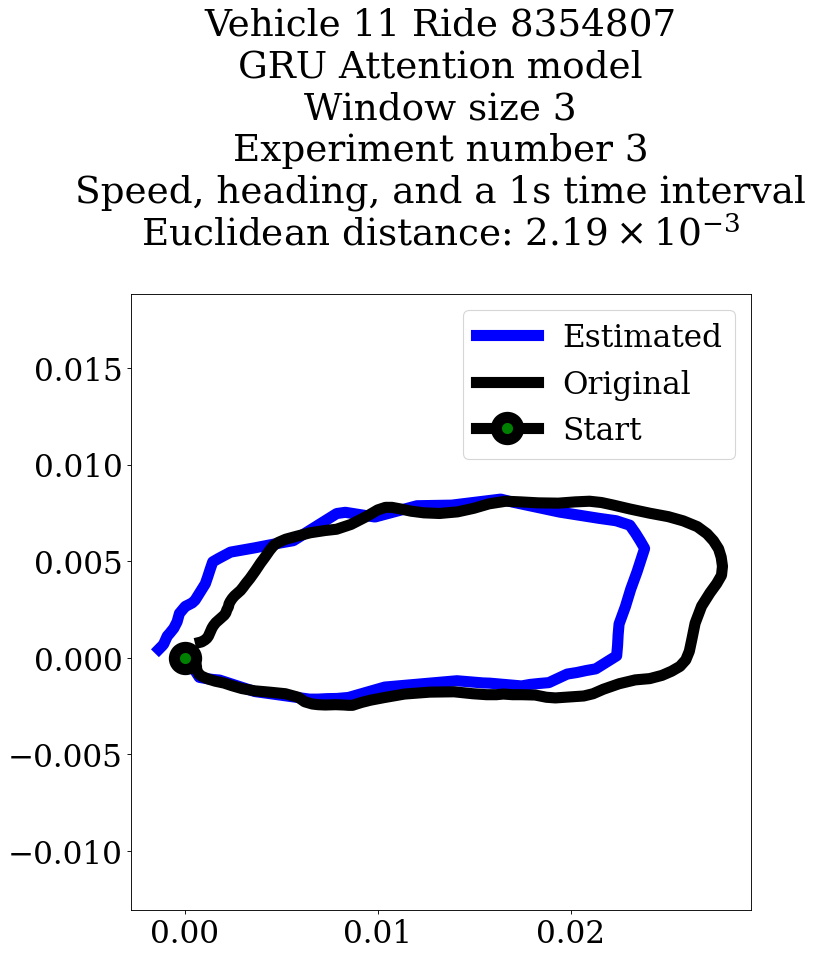 Vehicle 11 Ride 8354807
GRU Attention model
Window size 3
Experiment number 3
Speed, heading, and a 1s time interval
Euclidean distance: 2.19 × 10⁻³
Estimated
Original
Start
0.015
0.010
0.005
0.000
−0.005
−0.010
0.00 0.01 0.02